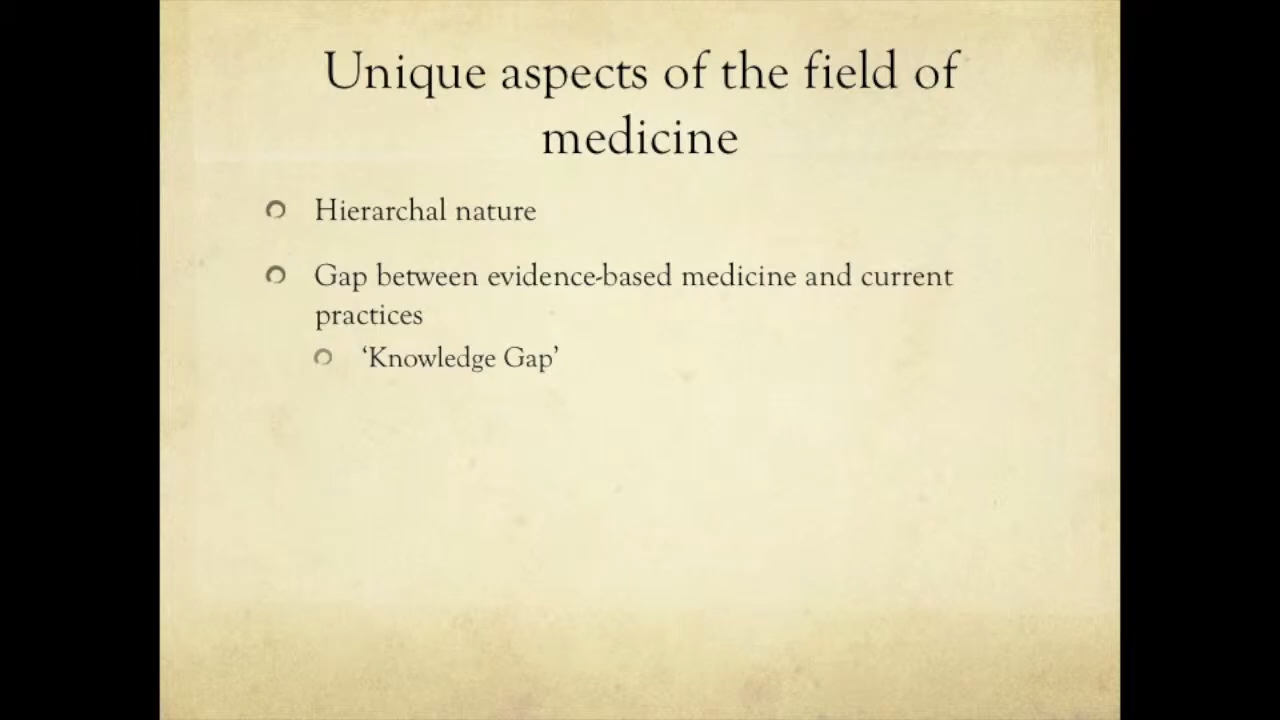 Unique aspects of the field of
medicine
Hierarchal nature
Gap between evidence-based medicine and current
practices
‘Knowledge Gap’